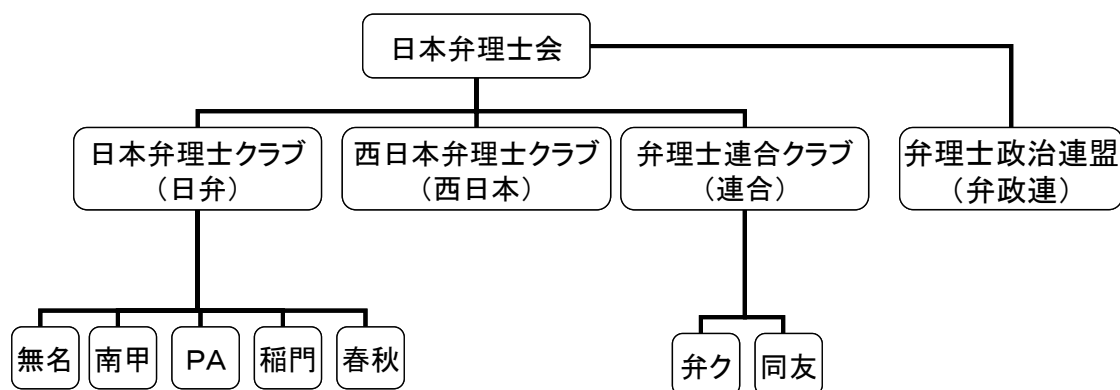 日本弁理士会
日本弁理士クラブ
（日弁）
西日本弁理士クラブ
（西日本）
弁理士連合クラブ
（連合）
弁理士政治連盟
（弁政連）
無名
南甲
ＰＡ
稲門
春秋
弁ク
同友